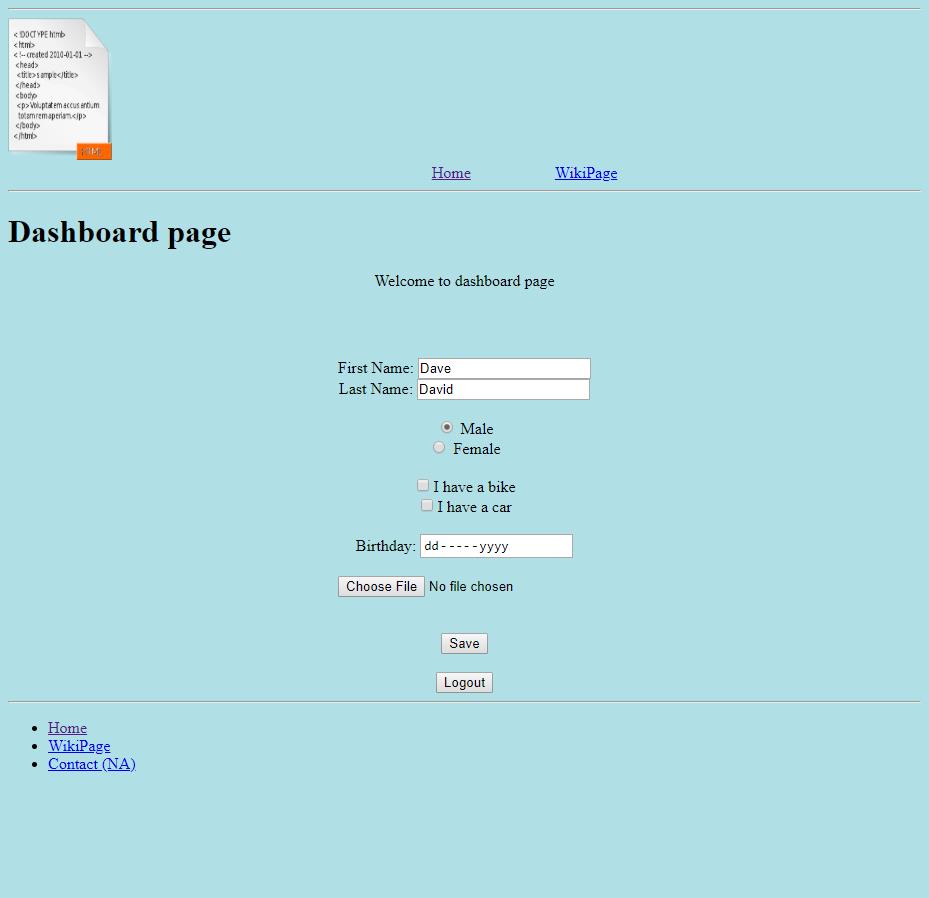 <!DOCTYPE html>
<html>
<!-- created 2010-01-01 -->
<head>
<title>sample</title>
</head>
<body>
<p>Voluptatem accusantium
totam rem aperiam.</p>
</body>
</html>
HTML
Home WikiPage
Dashboard page
Welcome to dashboard page
First Name: Dave
Last Name: David
Male
Female
I have a bike
I have a car
Birthday: dd-----yyyy
Choose File No file chosen
Save
Logout
Home
WikiPage
Contact (NA)